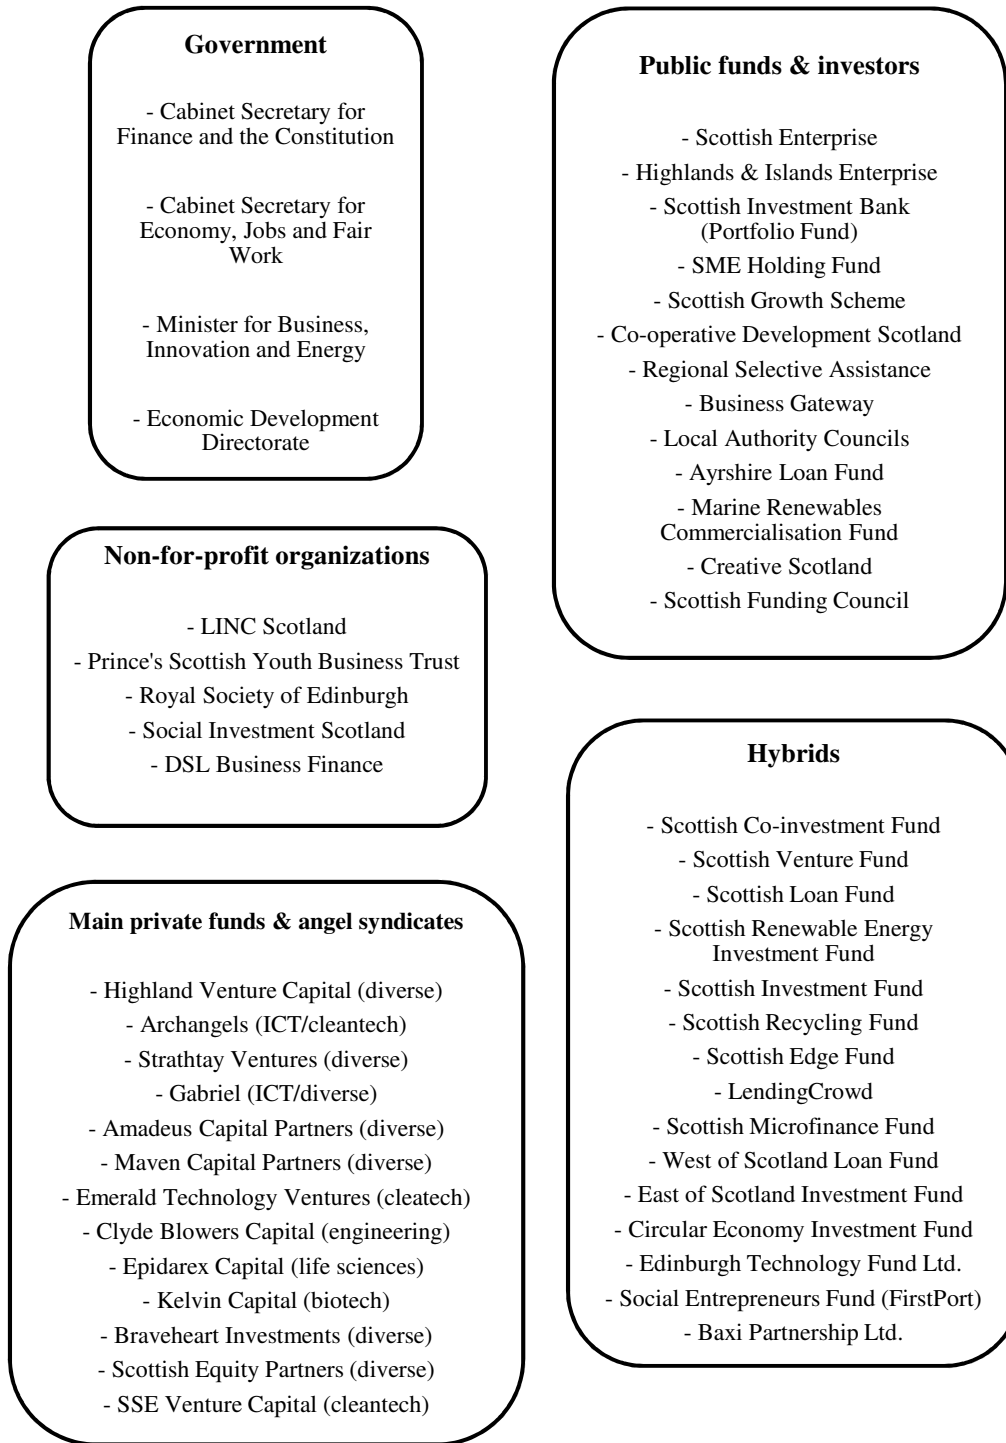 Government
- Cabinet Secretary for
Finance and the Constitution
- Cabinet Secretary for
Economy, Jobs and Fair
Work
- Minister for Business,
Innovation and Energy
- Economic Development
Directorate
Public funds & investors
- Scottish Enterprise
- Highlands & Islands Enterprise
- Scottish Investment Bank
(Portfolio Fund)
- SME Holding Fund
- Scottish Growth Scheme
- Co-operative Development Scotland
- Regional Selective Assistance
- Business Gateway
- Local Authority Councils
- Ayrshire Loan Fund
- Marine Renewables
Commercialisation Fund
- Creative Scotland
- Scottish Funding Council
Non-for-profit organizations
- LINC Scotland
- Prince's Scottish Youth Business Trust
- Royal Society of Edinburgh
- Social Investment Scotland
- DSL Business Finance
Hybrids
- Scottish Co-investment Fund
- Scottish Venture Fund
- Scottish Loan Fund
- Scottish Renewable Energy
Investment Fund
- Scottish Investment Fund
- Scottish Recycling Fund
- Scottish Edge Fund
- LendingCrowd
- Scottish Microfinance Fund
- West of Scotland Loan Fund
- East of Scotland Investment Fund
- Circular Economy Investment Fund
- Edinburgh Technology Fund Ltd.
- Social Entrepreneurs Fund (FirstPort)
- Baxi Partnership Ltd.
Main private funds & angel syndicates
- Highland Venture Capital (diverse)
- Archangels (ICT/cleantech)
- Strathtay Ventures (diverse)
- Gabriel (ICT/diverse)
- Amadeus Capital Partners (diverse)
- Maven Capital Partners (diverse)
- Emerald Technology Ventures (cleatech)
- Clyde Blowers Capital (engineering)
- Epidarex Capital (life sciences)
- Kelvin Capital (biotech)
- Braveheart Investments (diverse)
- Scottish Equity Partners (diverse)
- SSE Venture Capital (cleantech)